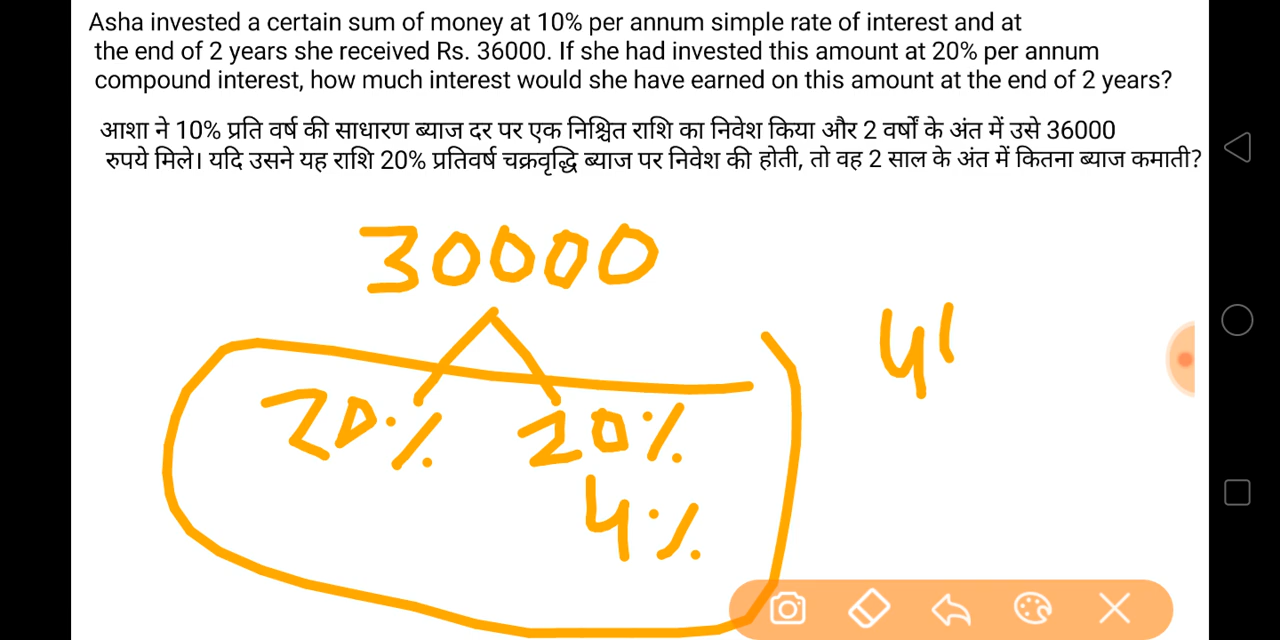 Asha invested a certain sum of money at 10% per annum simple rate of interest and at
the end of 2 years she received Rs. 36000. If she had invested this amount at 20% per annum
compound interest, how much interest would she have earned on this amount at the end of 2 years?
आशा ने 10% प्रति वर्ष की साधारण ब्याज दर पर एक निश्चित राशि का निवेश किया और 2 वर्षों के अंत में उसे 36000
रुपये मिले। यदि उसने यह राशि 20% प्रतिवर्ष चक्रवृद्धि ब्याज पर निवेश की होती, तो वह 2 साल के अंत में कितना ब्याज कमाती?
30000
20% 20%
4%